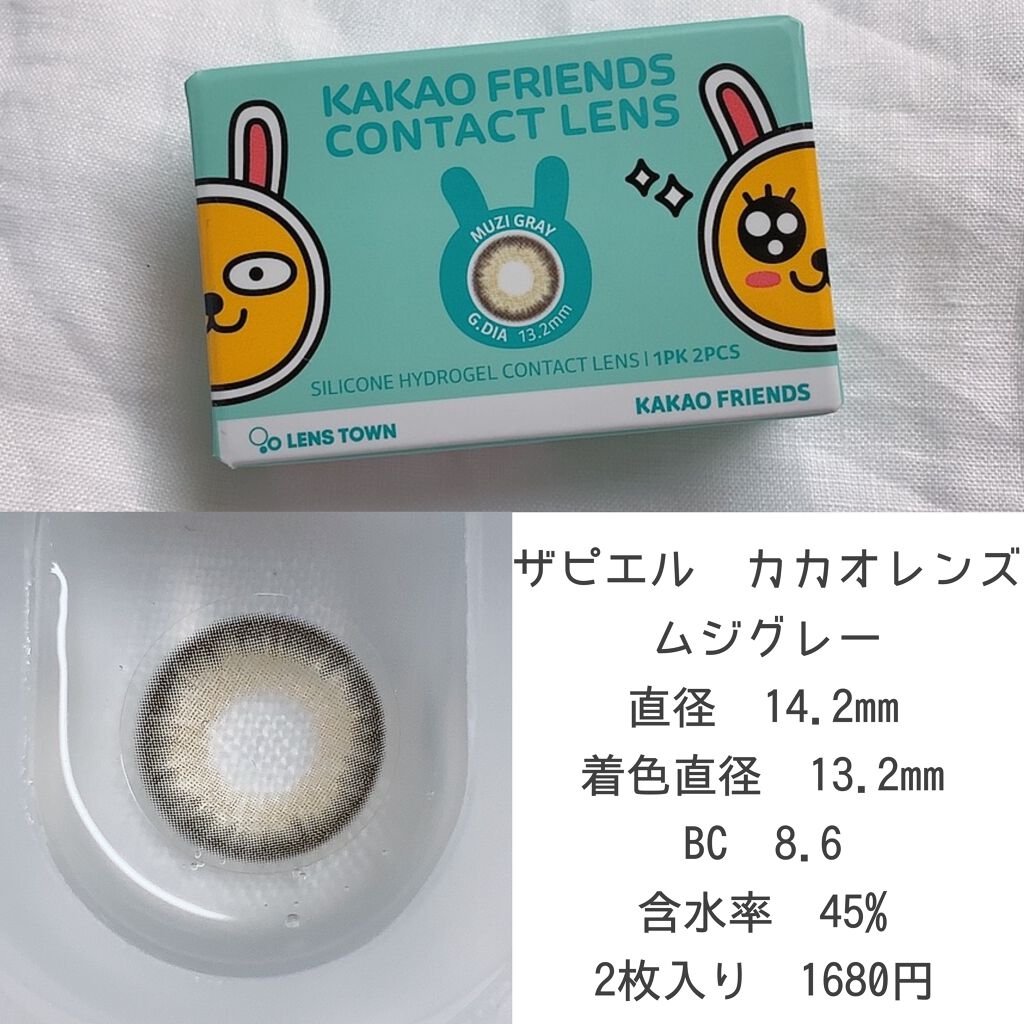 KAKAO FRIENDS
CONTACT LENS
MUZI GRAY
G.DIA 13.2mm
SILICONE HYDROGEL CONTACT LENS | 1PK 2PCS
KAKAO FRIENDS
LENS TOWN
ザピエル　カカオレンズ
ムジグレー
直径　14.2mm
着色直径　13.2mm
BC　8.6
含水率　45%
2枚入り　1680円